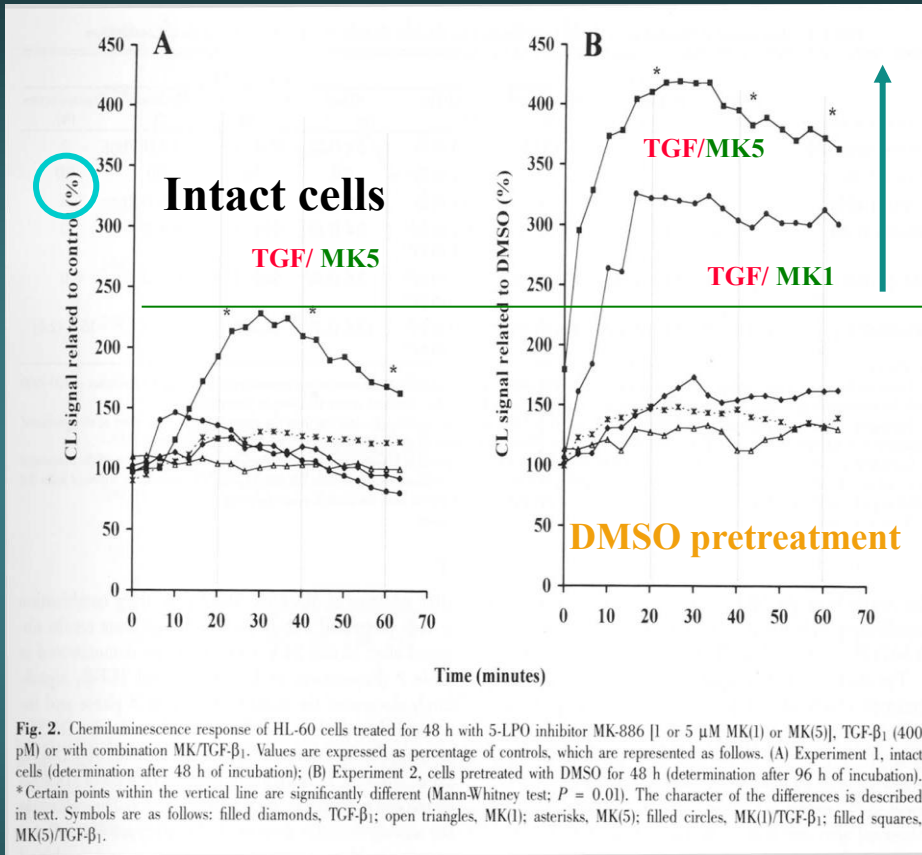 A
B
450
400
350
300
250
200
150
100
50
0
CL signal related to control (%)
Intact cells
TGF/ MK5
*
*
*
0 10 20 30 40 50 60 70
450
400
350
300
250
200
150
100
50
0
CL signal related to DMSO (%)
*
*
*
TGF/MK5
TGF/ MK1
DMSO pretreatment
0 10 20 30 40 50 60 70
Time (minutes)
Fig. 2. Chemiluminescence response of HL-60 cells treated for 48 h with 5-LPO inhibitor MK-886 [1 or 5 μM MK(1) or MK(5)], TGF-β₁ (400
pM) or with combination MK/TGF-β₁. Values are expressed as percentage of controls, which are represented as follows. (A) Experiment 1, intact
cells (determination after 48 h of incubation); (B) Experiment 2, cells pretreated with DMSO for 48 h (determination after 96 h of incubation).
*Certain points within the vertical line are significantly different (Mann-Whitney test; P = 0.01). The character of the differences is described
in text. Symbols are as follows: filled diamonds, TGF-β₁; open triangles, MK(1); asterisks, MK(5); filled circles, MK(1)/TGF-β₁; filled squares,
MK(5)/TGF-β₁.